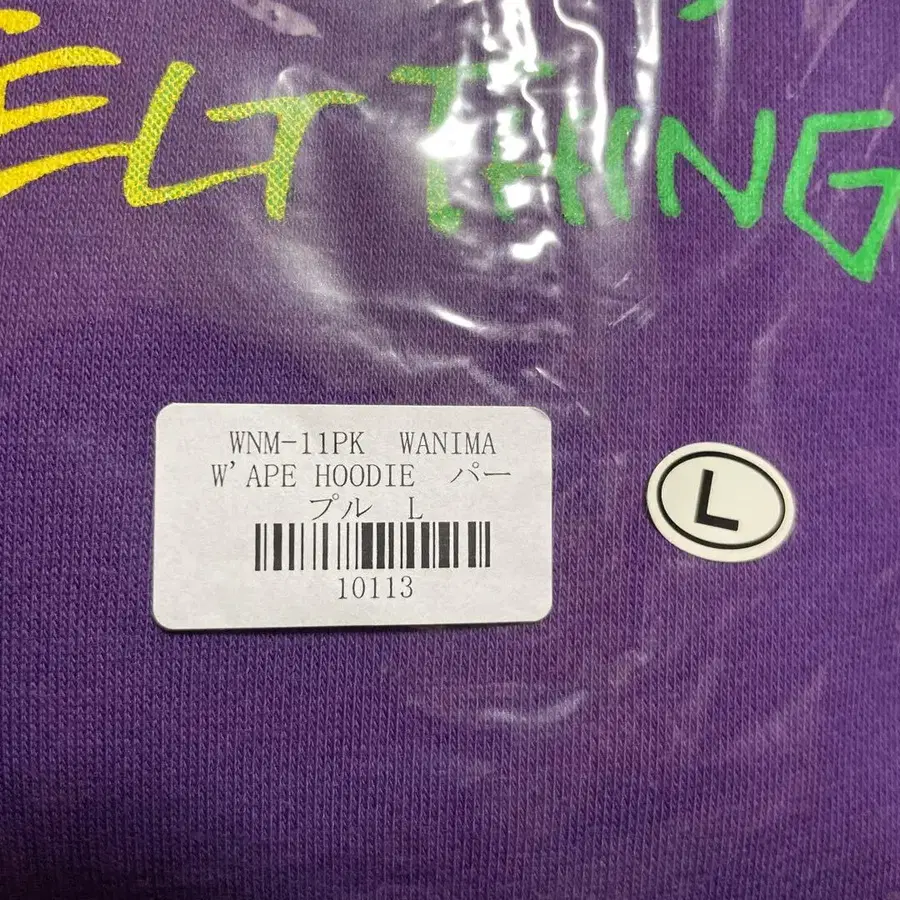 ELT THING
WNM-11PK WANIMA
W'APE HOODIE パー
プル L
10113
L